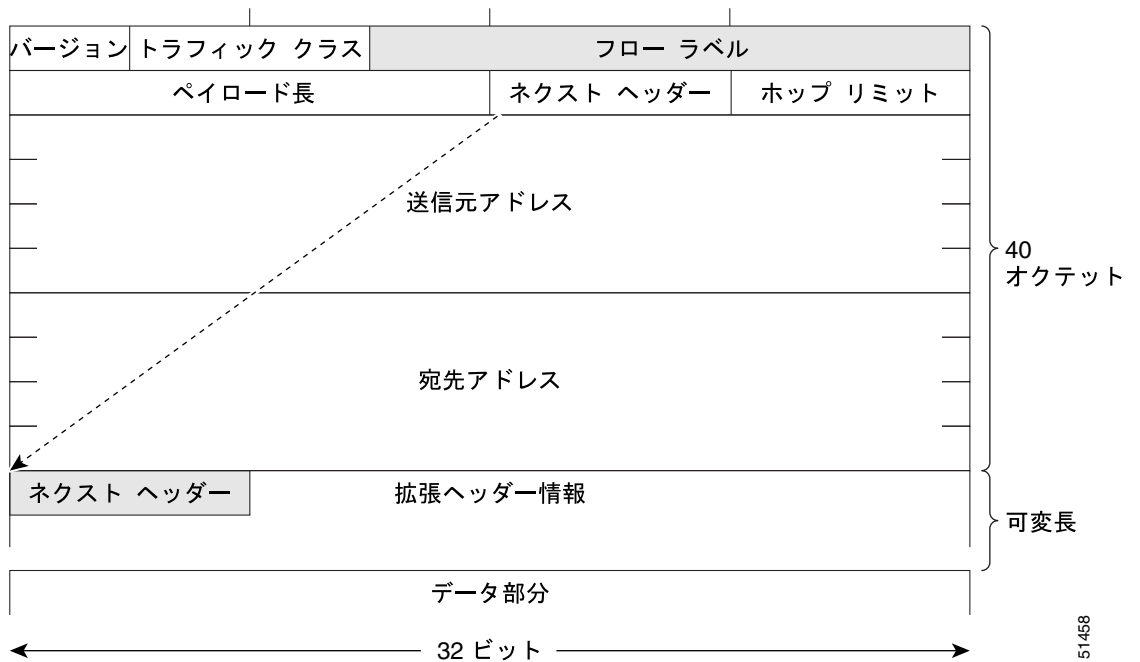 バージョン
トラフィック クラス
フロー ラベル
ペイロード長
ネクスト ヘッダー
ホップ リミット
送信元アドレス
宛先アドレス
40
オクテット
ネクスト ヘッダー
拡張ヘッダー情報
可変長
データ部分
32 ビット
51458